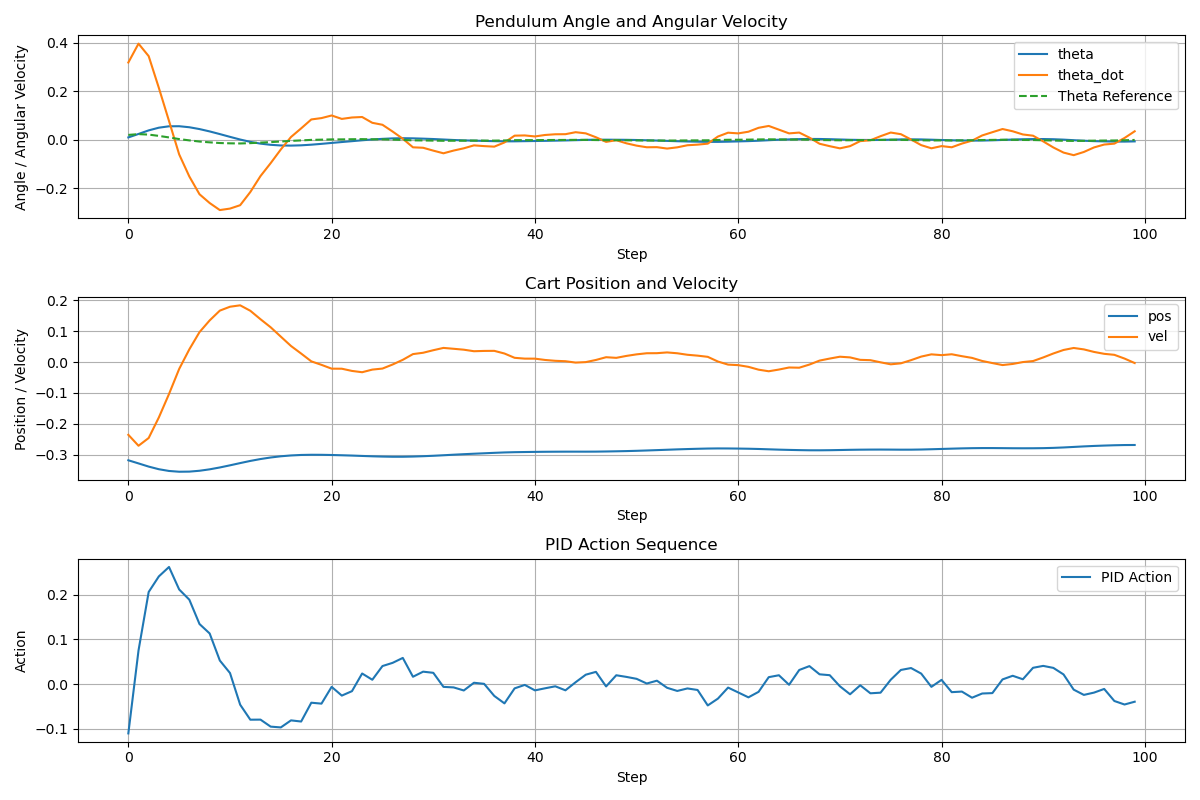 Pendulum Angle and Angular Velocity
Angle / Angular Velocity
0.4
0.2
0.0
−0.2
theta
theta_dot
Theta Reference
0 20 40 60 80 100
Step
Cart Position and Velocity
Position / Velocity
0.2
0.1
0.0
−0.1
−0.2
−0.3
pos
vel
0 20 40 60 80 100
Step
PID Action Sequence
Action
0.2
0.1
0.0
−0.1
PID Action
0 20 40 60 80 100
Step